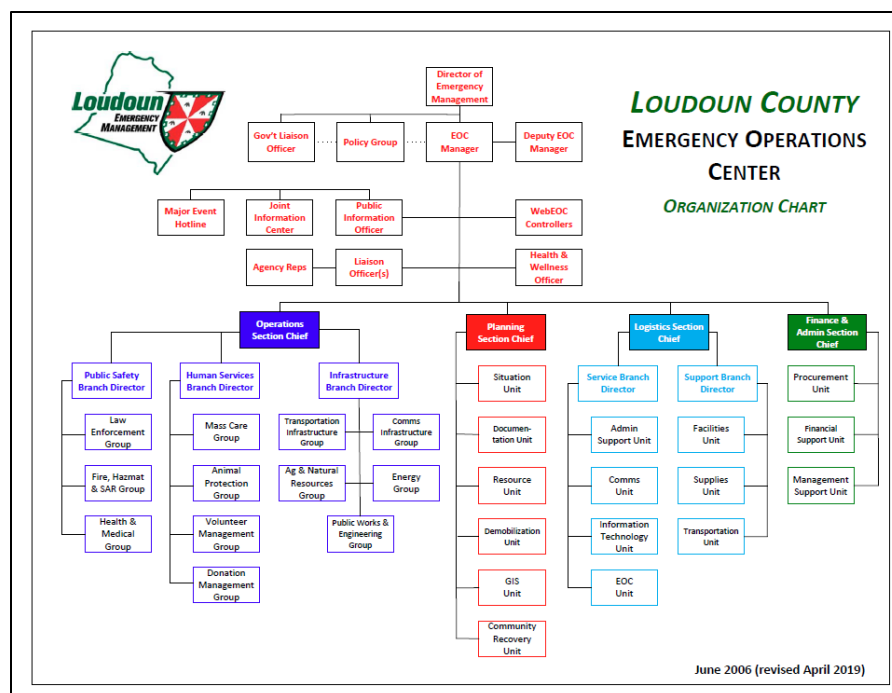 Loudoun
EMERGENCY
MANAGEMENT
LOUDOUN COUNTY
EMERGENCY OPERATIONS
CENTER
ORGANIZATION CHART
Director of
Emergency
Management
Gov't Liaison
Officer
Policy Group
EOC
Manager
Deputy EOC
Manager
Major Event
Hotline
Joint
Information
Center
Public
Information
Officer
WebEOC
Controllers
Agency Reps
Liaison
Officer(s)
Health &
Wellness
Officer
Operations
Section Chief
Planning
Section Chief
Logistics Section
Chief
Finance &
Admin Section
Chief
Public Safety
Branch Director
Human Services
Branch Director
Infrastructure
Branch Director
Situation
Unit
Service Branch
Director
Support Branch
Director
Procurement
Unit
Law
Enforcement
Group
Mass Care
Group
Transportation
Infrastructure
Group
Comms
Infrastructure
Group
Documen-
tation Unit
Admin
Support Unit
Facilities
Unit
Financial
Support Unit
Fire, Hazmat
& SAR Group
Animal
Protection
Group
Ag & Natural
Resources
Group
Energy
Group
Resource
Unit
Comms
Unit
Supplies
Unit
Management
Support Unit
Health &
Medical
Group
Volunteer
Management
Group
Public Works &
Engineering
Group
Demobilization
Unit
Information
Technology
Unit
Transportation
Unit
Donation
Management
Group
GIS
Unit
EOC
Unit
Community
Recovery
Unit
June 2006 (revised April 2019)